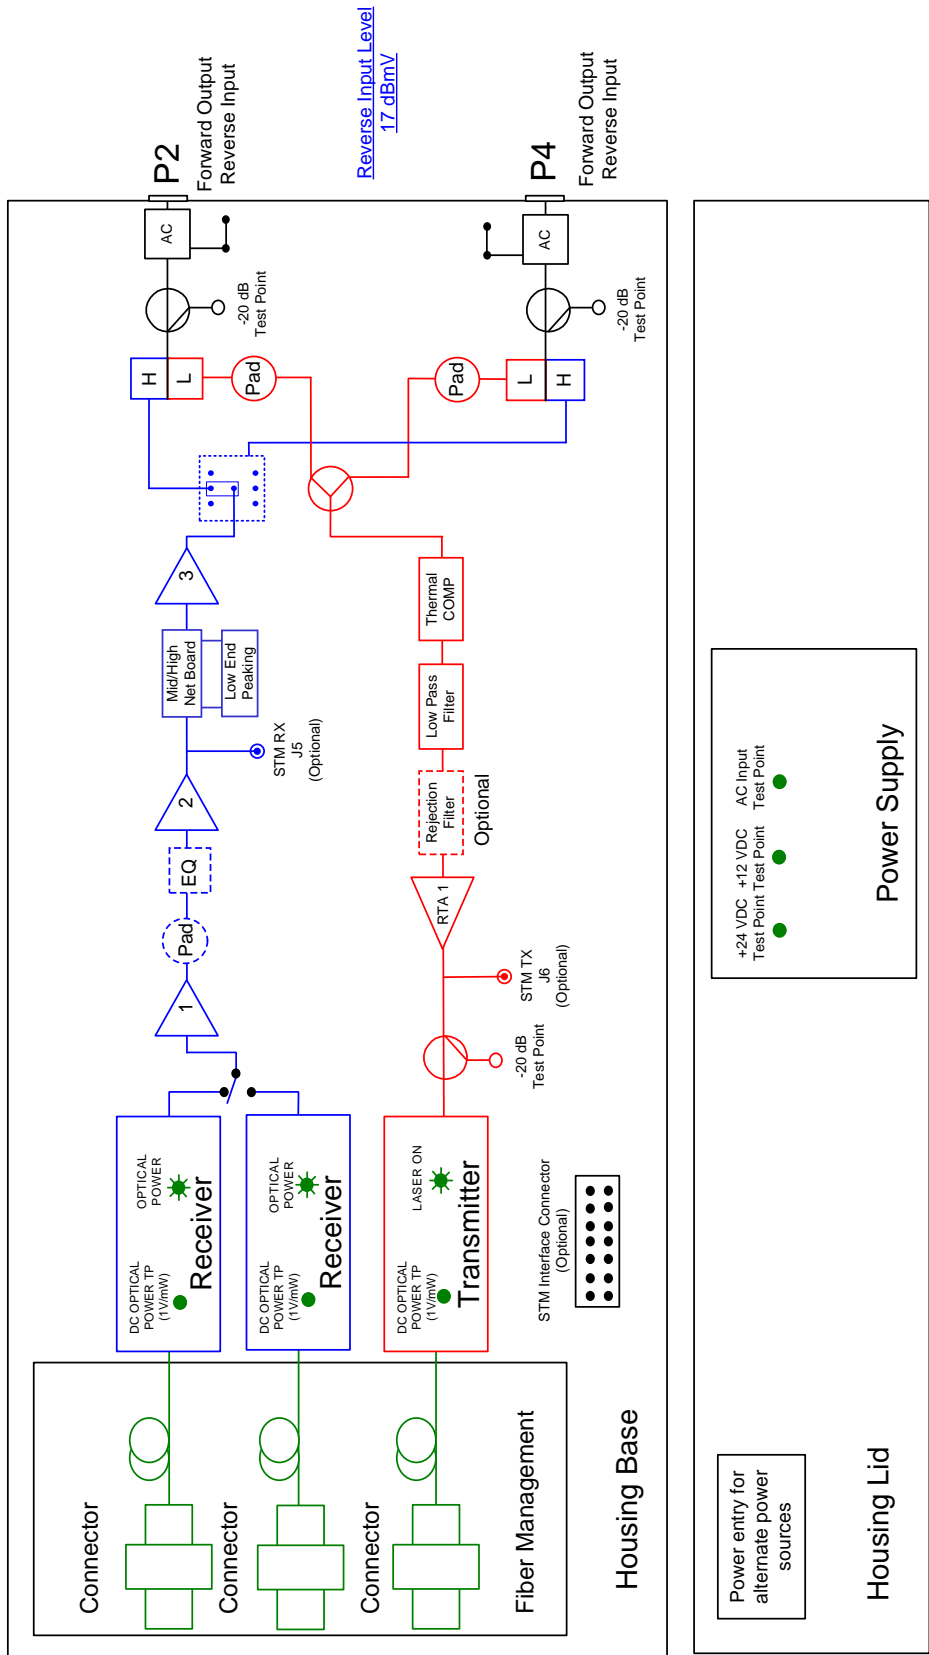 Reverse Input Level
17 dBmV
P2
Forward Output
Reverse Input
P4
Forward Output
Reverse Input
AC
AC
-20 dB
Test Point
-20 dB
Test Point
H
L
Pad
Pad
L
H
3
Mid/High
Net Board
Low End
Peaking
STM RX
J5
(Optional)
2
EQ
Pad
1
Thermal
COMP
Low Pass
Filter
Rejection
Filter
Optional
RTA 1
STM TX
J6
(Optional)
-20 dB
Test Point
OPTICAL
POWER
DC OPTICAL
POWER TP
(1V/mW)
Receiver
OPTICAL
POWER
DC OPTICAL
POWER TP
(1V/mW)
Receiver
LASER ON
DC OPTICAL
POWER TP
(1V/mW)
Transmitter
STM Interface Connector
(Optional)
Connector
Connector
Connector
Fiber Management
Housing Base
+24 VDC
Test Point
+12 VDC
Test Point
AC Input
Test Point
Power Supply
Power entry for
alternate power
sources
Housing Lid